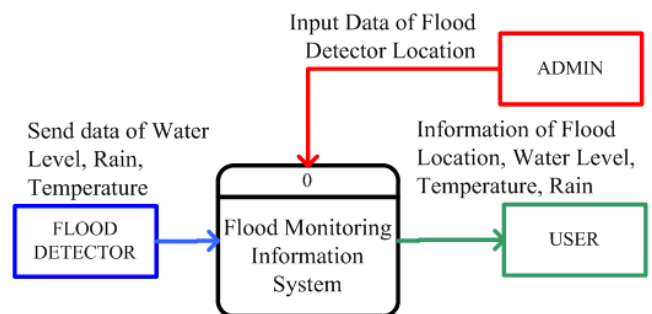 Input Data of Flood
Detector Location
ADMIN
Send data of Water
Level, Rain,
Temperature
Information of Flood
Location, Water Level,
Temperature, Rain
0
FLOOD
DETECTOR
Flood Monitoring
Information
System
USER